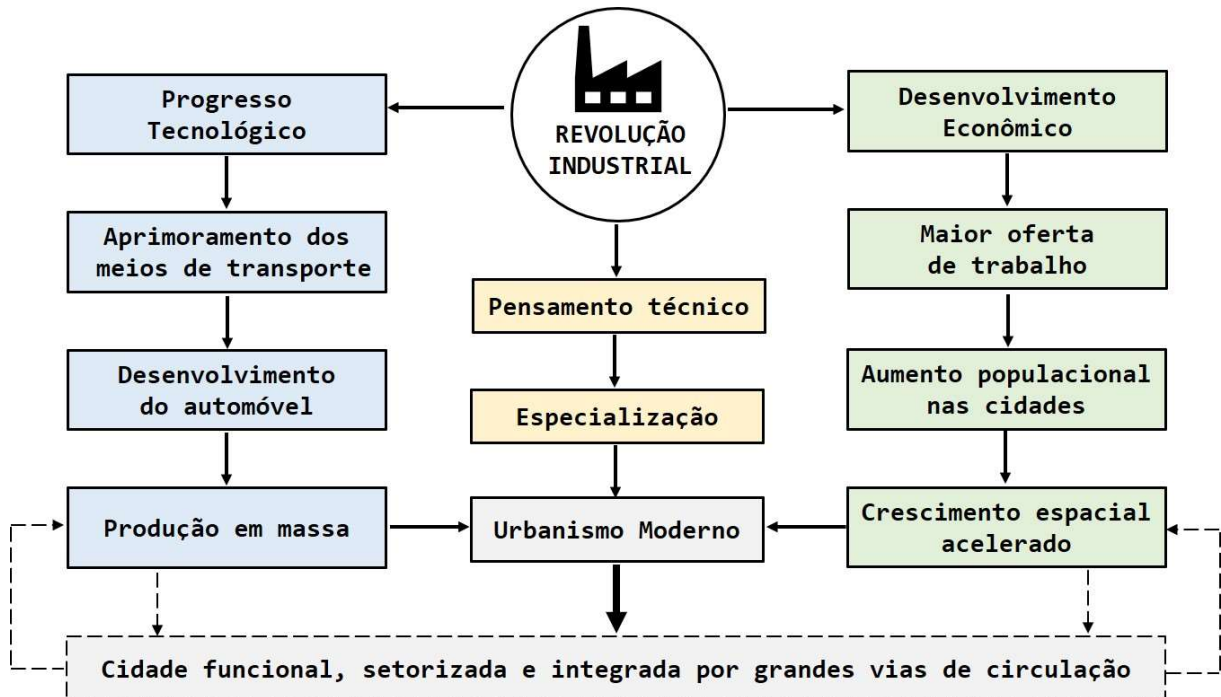 REVOLUÇÃO
INDUSTRIAL
Progresso
Tecnológico
Aprimoramento dos
meios de transporte
Desenvolvimento
do automóvel
Produção em massa
Pensamento técnico
Especialização
Urbanismo Moderno
Desenvolvimento
Econômico
Maior oferta
de trabalho
Aumento populacional
nas cidades
Crescimento espacial
acelerado
Cidade funcional, setorizada e integrada por grandes vias de circulação